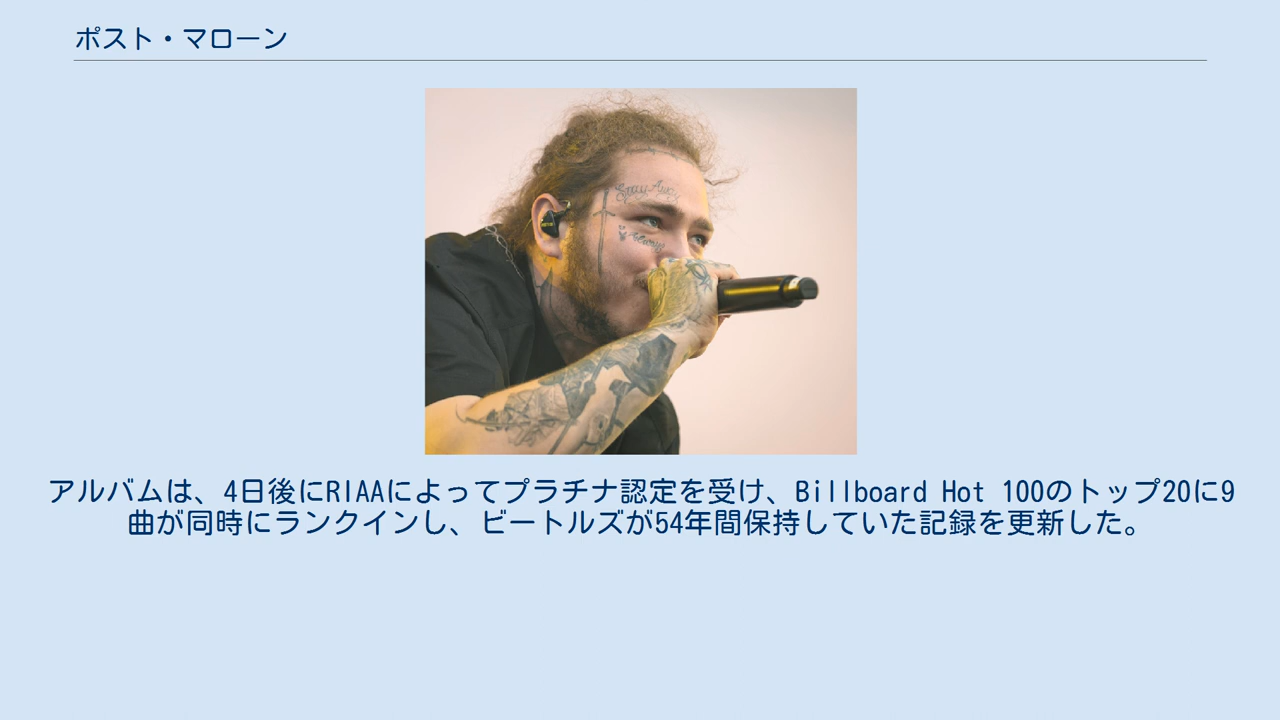 ポスト・マローン
Stay Away
Always
アルバムは、4日後にRIAAによってプラチナ認定を受け、Billboard Hot 100のトップ20に9
曲が同時にランクインし、ビートルズが54年間保持していた記録を更新した。